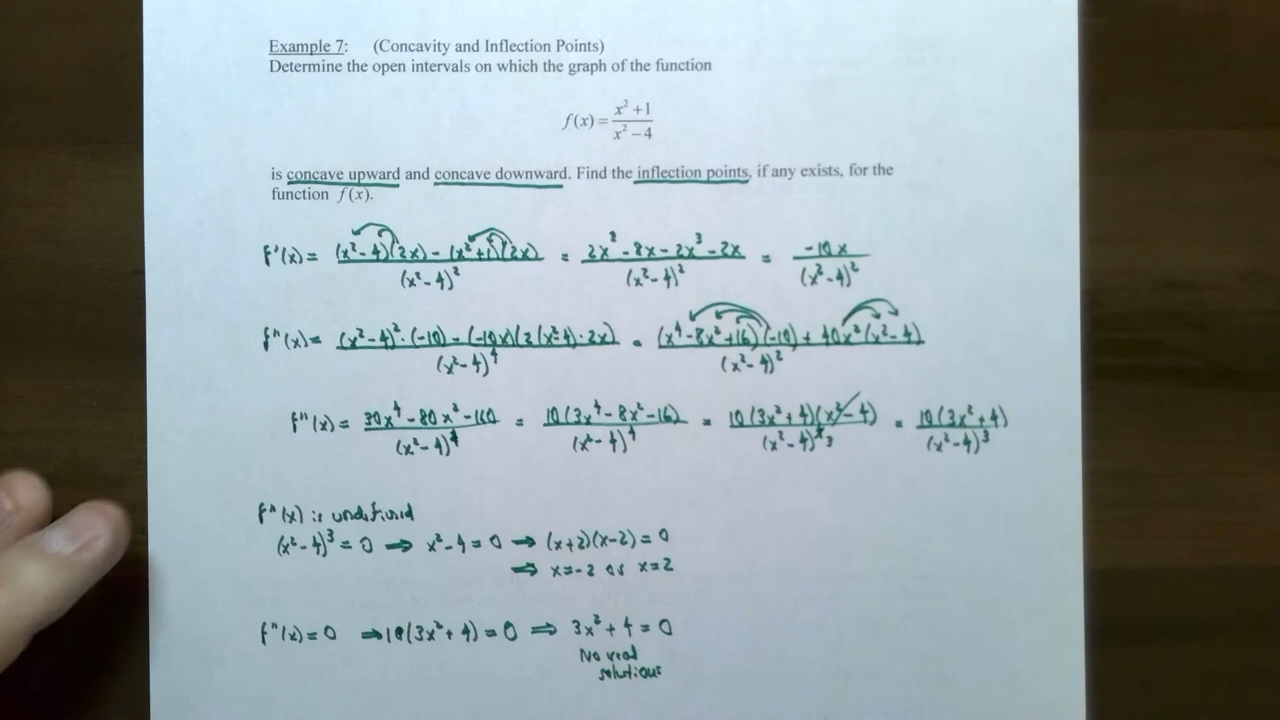 Example 7: (Concavity and Inflection Points)
Determine the open intervals on which the graph of the function
f(x) = (x² + 1)/(x² − 4)
is concave upward and concave downward. Find the inflection points, if any exists, for the
function f(x).
f'(x) = ((x² − 4)(2x) − (x² + 1)(2x))/(x² − 4)² = (2x³ − 8x − 2x³ − 2x)/(x² − 4)² = −10x/(x² − 4)²
f''(x) = ((x² − 4)² · (−10) − (−10x)(2(x² − 4) · 2x))/(x² − 4)⁴ = ((x⁴ − 8x² + 16)(−10) + 40x²(x² − 4))/(x² − 4)²
f''(x) = (30x⁴ − 80x² − 160)/(x² − 4)⁴ = 10(3x⁴ − 8x² − 16)/(x² − 4)⁴ = 10(3x² + 4)(x² − 4)/(x² − 4)⁴ 3 = 10(3x² + 4)/(x² − 4)³
f''(x) is undefined
(x² − 4)³ = 0 ⇒ x² − 4 = 0 ⇒ (x + 2)(x − 2) = 0
⇒ x = −2 or x = 2
f''(x) = 0 ⇒ 10(3x² + 4) = 0 ⇒ 3x² + 4 = 0
No real
solutions